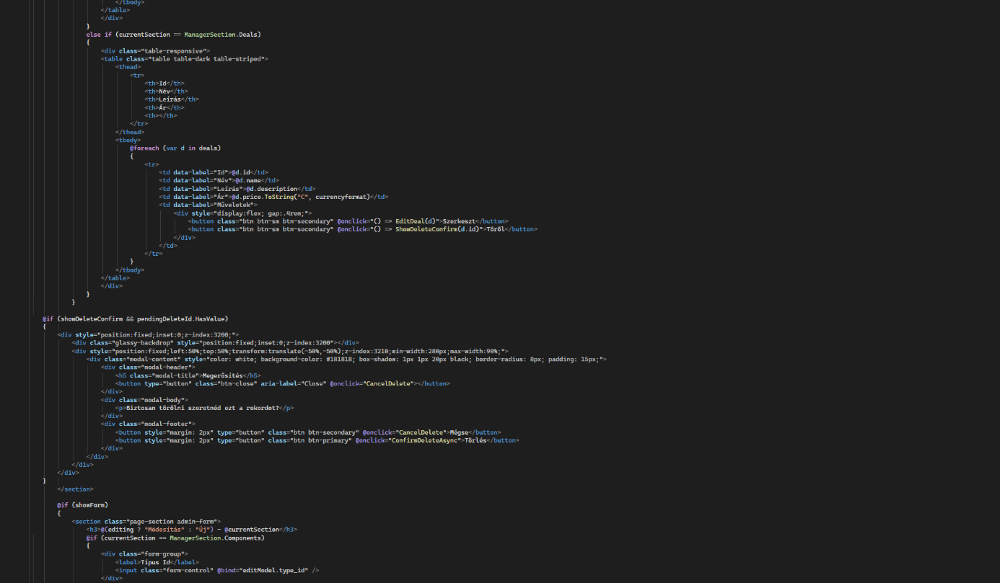 </tbody>
</table>
</div>
}
else if (currentSection == ManagerSection.Deals)
{
<div class="table-responsive">
<table class="table table-dark table-striped">
<thead>
<tr>
<th>Id</th>
<th>Név</th>
<th>Leírás</th>
<th>Ár</th>
<th></th>
</tr>
</thead>
<tbody>
@foreach (var d in deals)
{
<tr>
<td data-label="Id">@d.id</td>
<td data-label="Név">@d.name</td>
<td data-label="Leírás">@d.description</td>
<td data-label="Ár">@d.price.ToString("C", currencyformat)</td>
<td data-label="Műveletek">
<div style="display:flex; gap:.4rem;">
<button class="btn btn-sm btn-secondary" @onclick="() => EditDeal(d)">Szerkeszt</button>
<button class="btn btn-sm btn-secondary" @onclick="() => ShowDeleteConfirm(d.id)">Töröl</button>
</div>
</td>
</tr>
}
</tbody>
</table>
</div>
}
}
@if (showDeleteConfirm && pendingDeleteId.HasValue)
{
<div style="position:fixed;inset:0;z-index:3200;">
<div class="glassy-backdrop" style="position:fixed;inset:0;z-index:3200"></div>
<div style="position:fixed;left:50%;top:50%;transform:translate(-50%,-50%);z-index:3210;min-width:280px;max-width:90%;">
<div class="modal-content" style="color: white; background-color: #181818; box-shadow: 1px 1px 20px black; border-radius: 8px; padding: 15px;">
<div class="modal-header">
<h5 class="modal-title">Megerősítés</h5>
<button type="button" class="btn-close" aria-label="Close" @onclick="CancelDelete"></button>
</div>
<div class="modal-body">
<p>Biztosan törölni szeretnéd ezt a rekordot?</p>
</div>
<div class="modal-footer">
<button style="margin: 2px" type="button" class="btn btn-secondary" @onclick="CancelDelete">Mégse</button>
<button style="margin: 2px" type="button" class="btn btn-primary" @onclick="ConfirmDeleteAsync">Törlés</button>
</div>
</div>
</div>
</div>
}
</section>
@if (showForm)
{
<section class="page-section admin-form">
<h3>@(editing ? "Módosítás" : "Új") - @currentSection</h3>
@if (currentSection == ManagerSection.Components)
{
<div class="form-group">
<label>Típus Id</label>
<input class="form-control" @bind="editModel.type_id" />
</div>